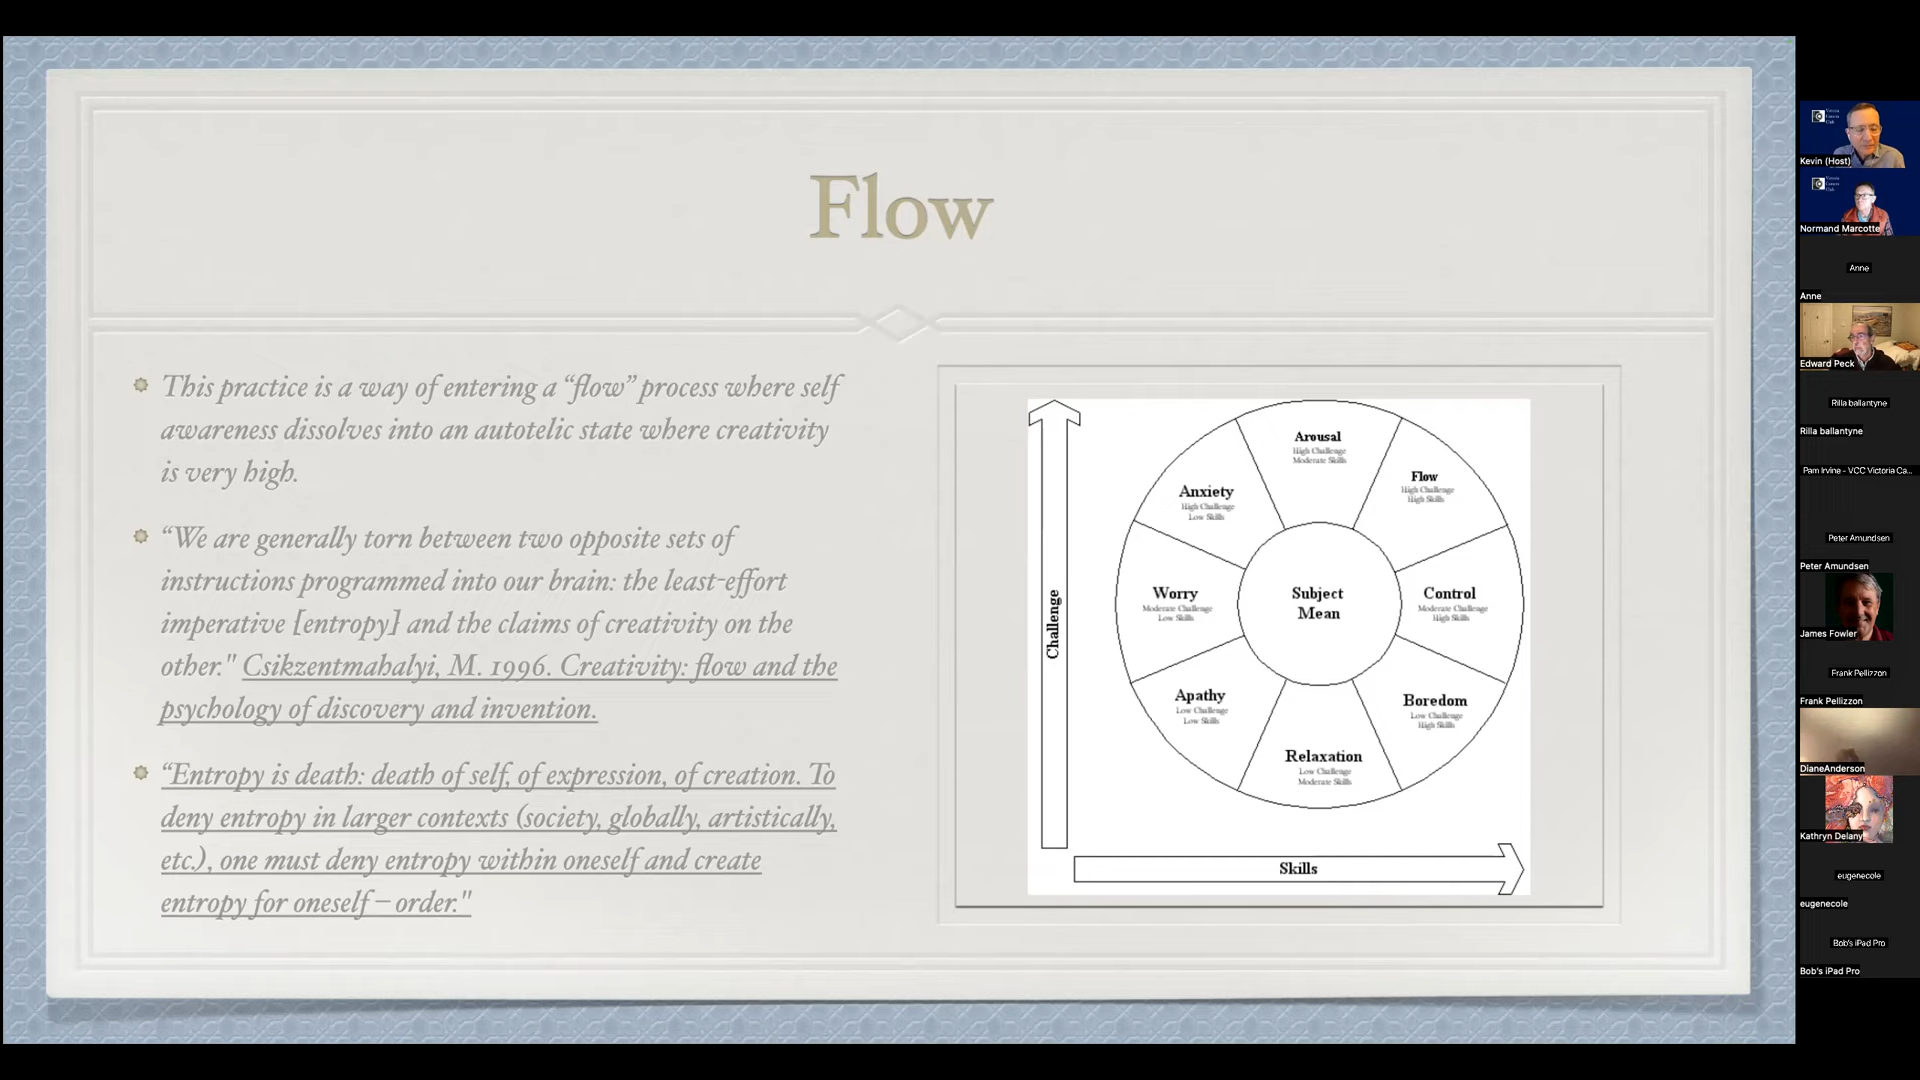 Flow
This practice is a way of entering a “flow” process where self
awareness dissolves into an autotelic state where creativity
is very high.
“We are generally torn between two opposite sets of
instructions programmed into our brain: the least-effort
imperative [entropy] and the claims of creativity on the
other." Csikzentmahalyi, M. 1996. Creativity: flow and the
psychology of discovery and invention.
“Entropy is death: death of self, of expression, of creation. To
deny entropy in larger contexts (society, globally, artistically,
etc.), one must deny entropy within oneself and create
entropy for oneself – order."
Challenge
Arousal
High Challenge
Moderate Skills
Flow
High Challenge
High Skills
Anxiety
High Challenge
Low Skills
Worry
Moderate Challenge
Low Skills
Subject
Mean
Control
Moderate Challenge
High Skills
Apathy
Low Challenge
Low Skills
Boredom
Low Challenge
High Skills
Relaxation
Low Challenge
Moderate Skills
Skills
Victoria
Camera
Club
Kevin (Host)
Victoria
Camera
Club
Normand Marcotte
Anne
Anne
Edward Peck
Rilla ballantyne
Rilla ballantyne
Pam Irvine - VCC Victoria Ca...
Peter Amundsen
Peter Amundsen
James Fowler
Frank Pellizzon
Frank Pellizzon
DianeAnderson
Kathryn Delany
eugenecole
eugenecole
Bob's iPad Pro
Bob's iPad Pro